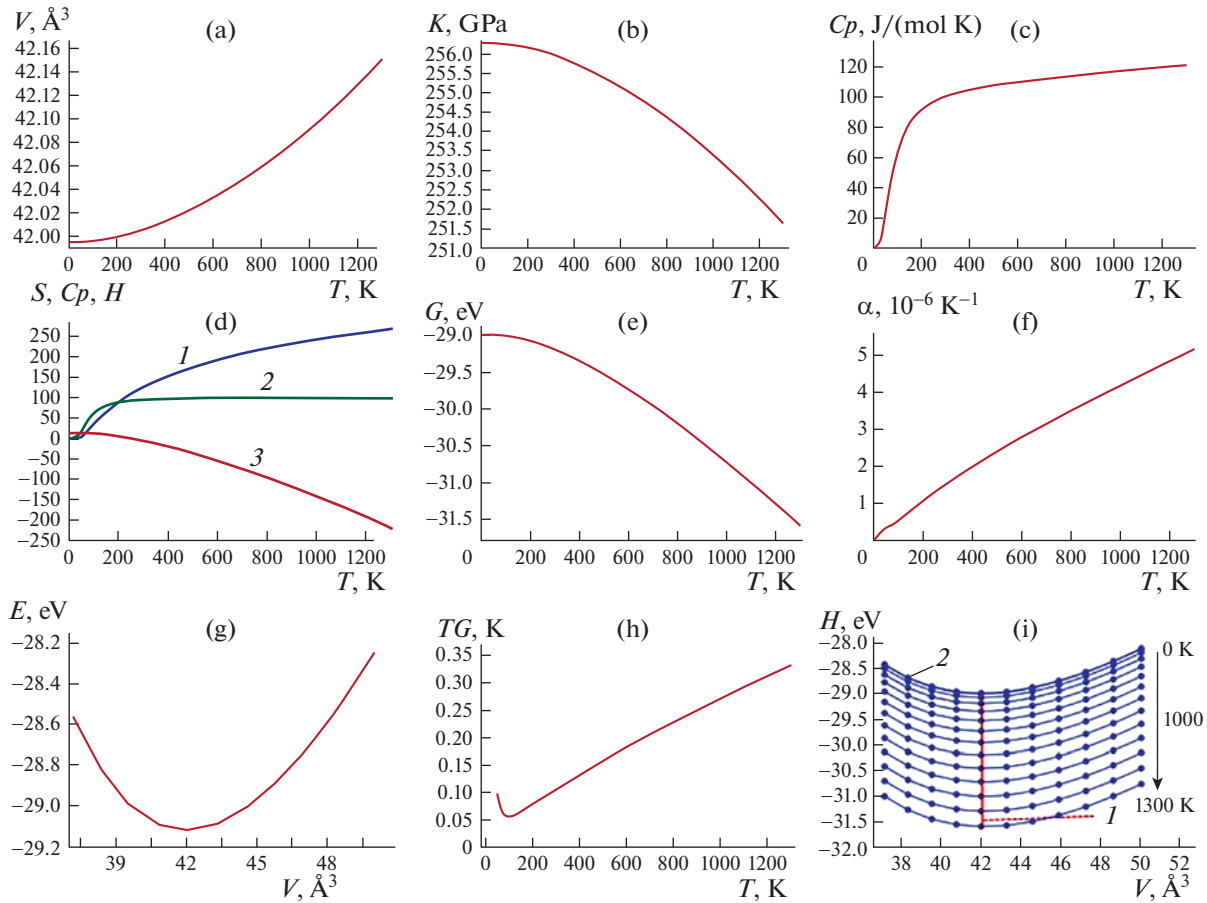 V, Å³ (a)
42.16
42.14
42.12
42.10
42.08
42.06
42.04
42.02
42.00
0 200 400 600 800 1000 1200
T, K
K, GPa (b)
256.0
255.5
255.0
254.5
254.0
253.5
253.0
252.5
252.0
251.5
251.0
0 200 400 600 800 1000 1200
T, K
Cp, J/(mol K) (c)
120
100
80
60
40
20
0 200 400 600 800 1000 1200
T, K
S, Cp, H
(d)
250
200
150
100
50
0
−50
−100
−150
−200
−250
1
2
3
0 200 400 600 800 1000 1200
T, K
G, eV (e)
−29.0
−29.5
−30.0
−30.5
−31.0
−31.5
0 200 400 600 800 1000 1200
T, K
α, 10⁻⁶ K⁻¹
(f)
5
4
3
2
1
0 200 400 600 800 1000 1200
T, K
E, eV
(g)
−28.2
−28.4
−28.6
−28.8
−29.0
−29.2
39 42 45 48
V, Å³
TG, K (h)
0.35
0.30
0.25
0.20
0.15
0.10
0.05
0
0 200 400 600 800 1000 1200
T, K
H, eV (i)
−28.0
−28.5
−29.0
−29.5
−30.0
−30.5
−31.0
−31.5
−32.0
2
0 K
1000
1300 K
1
38 40 42 44 46 48 50 52
V, Å³